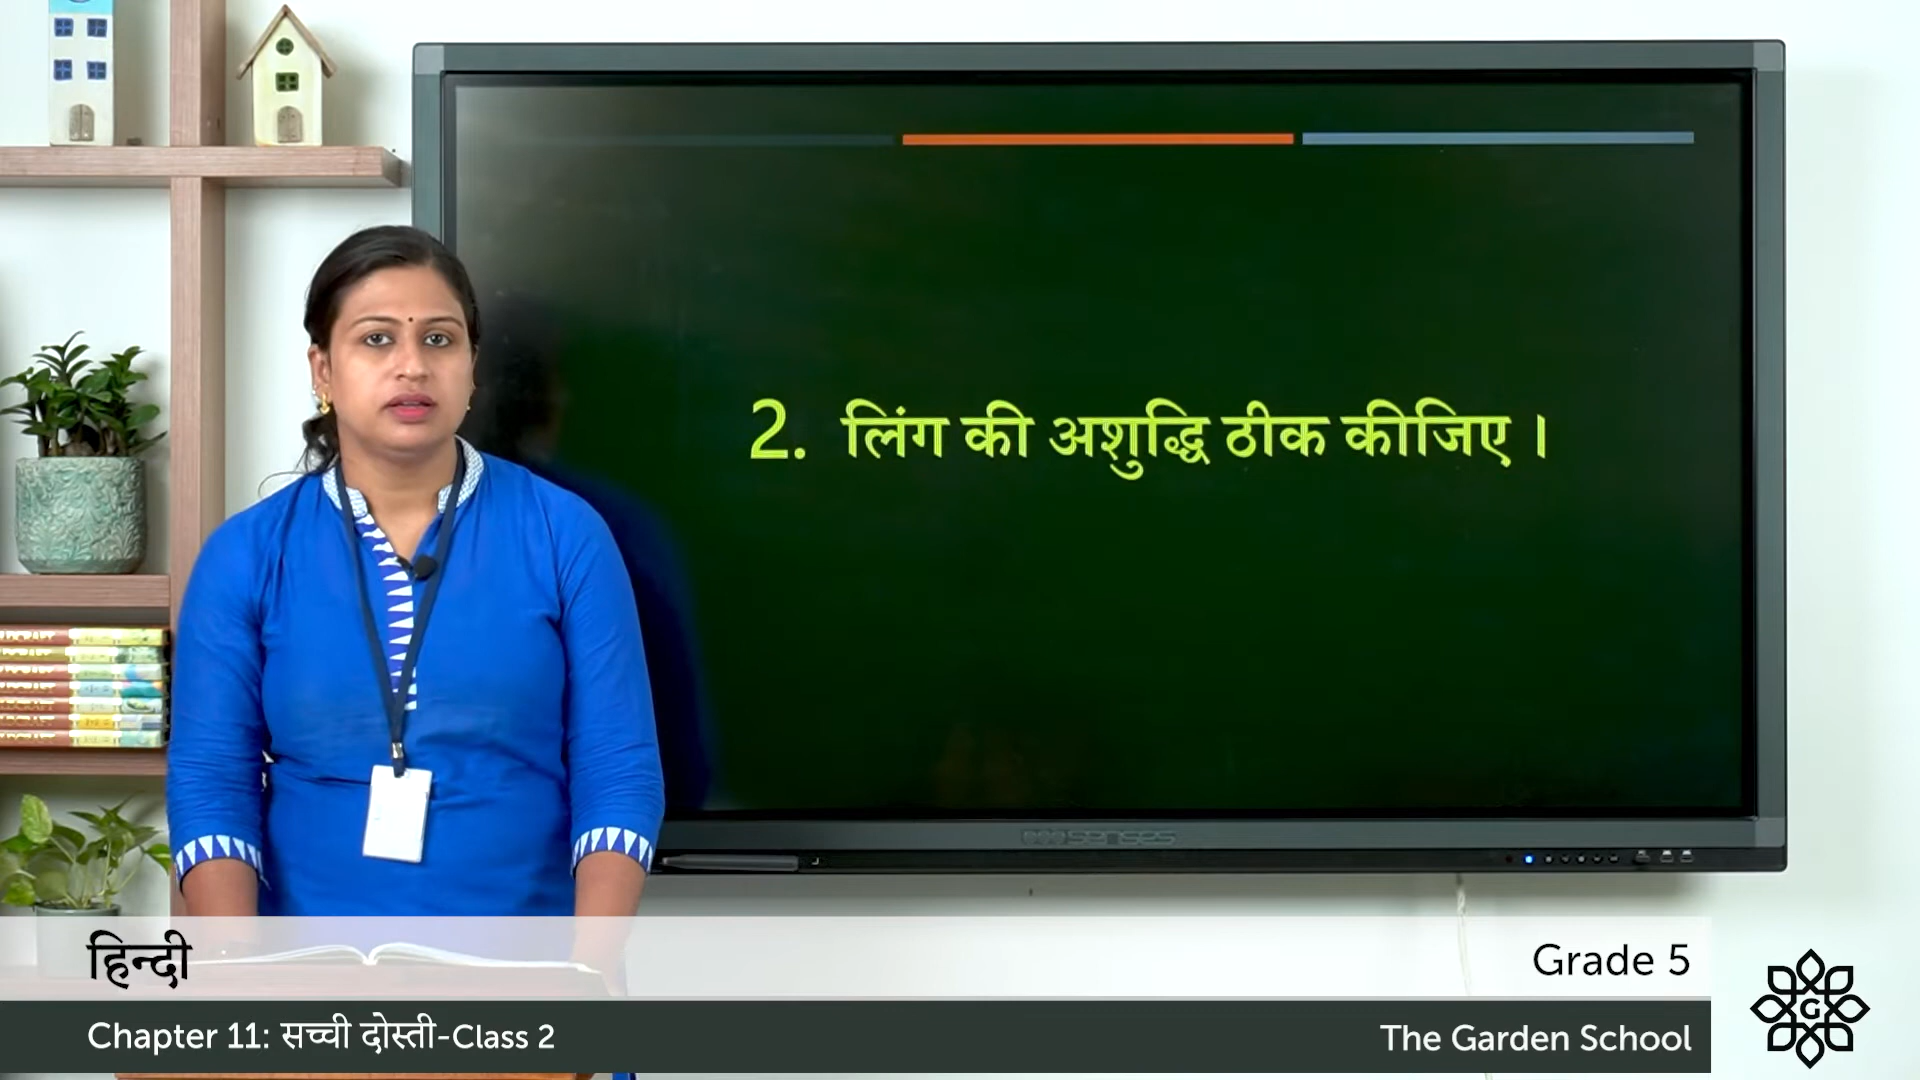 2. लिंग की अशुद्धि ठीक कीजिए ।
हिन्दी
Grade 5
Chapter 11: सच्ची दोस्ती-Class 2
The Garden School
G